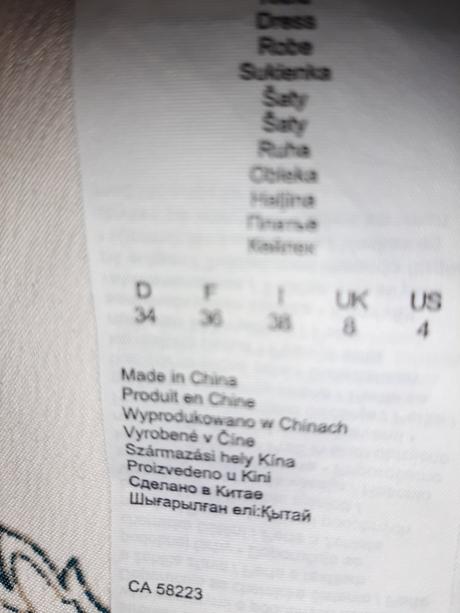 Dress
Robe
Sukienka
Šaty
Šaty
Ruha
Obleka
Haljina
Платье
Көйлек
D F I UK US
34 36 38 8 4
Made in China
Produit en Chine
Wyprodukowano w Chinach
Vyrobené v Číne
Származási hely Kína
Proizvedeno u Kini
Сделано в Китае
Шығарылған елі:Қытай
CA 58223